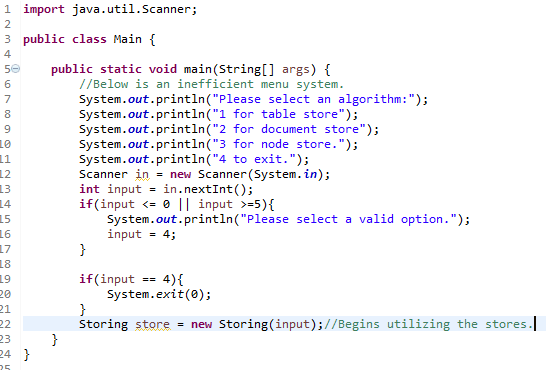 1 import java.util.Scanner;
2
3 public class Main {
4
5 public static void main(String[] args) {
6 //Below is an inefficient menu system.
7 System.out.println("Please select an algorithm:");
8 System.out.println("1 for table store");
9 System.out.println("2 for document store");
10 System.out.println("3 for node store.");
11 System.out.println("4 to exit.");
12 Scanner in = new Scanner(System.in);
13 int input = in.nextInt();
14 if(input <= 0 || input >=5){
15 System.out.println("Please select a valid option.");
16 input = 4;
17 }
18
19 if(input == 4){
20 System.exit(0);
21 }
22 Storing store = new Storing(input);//Begins utilizing the stores.
23 }
24 }
25